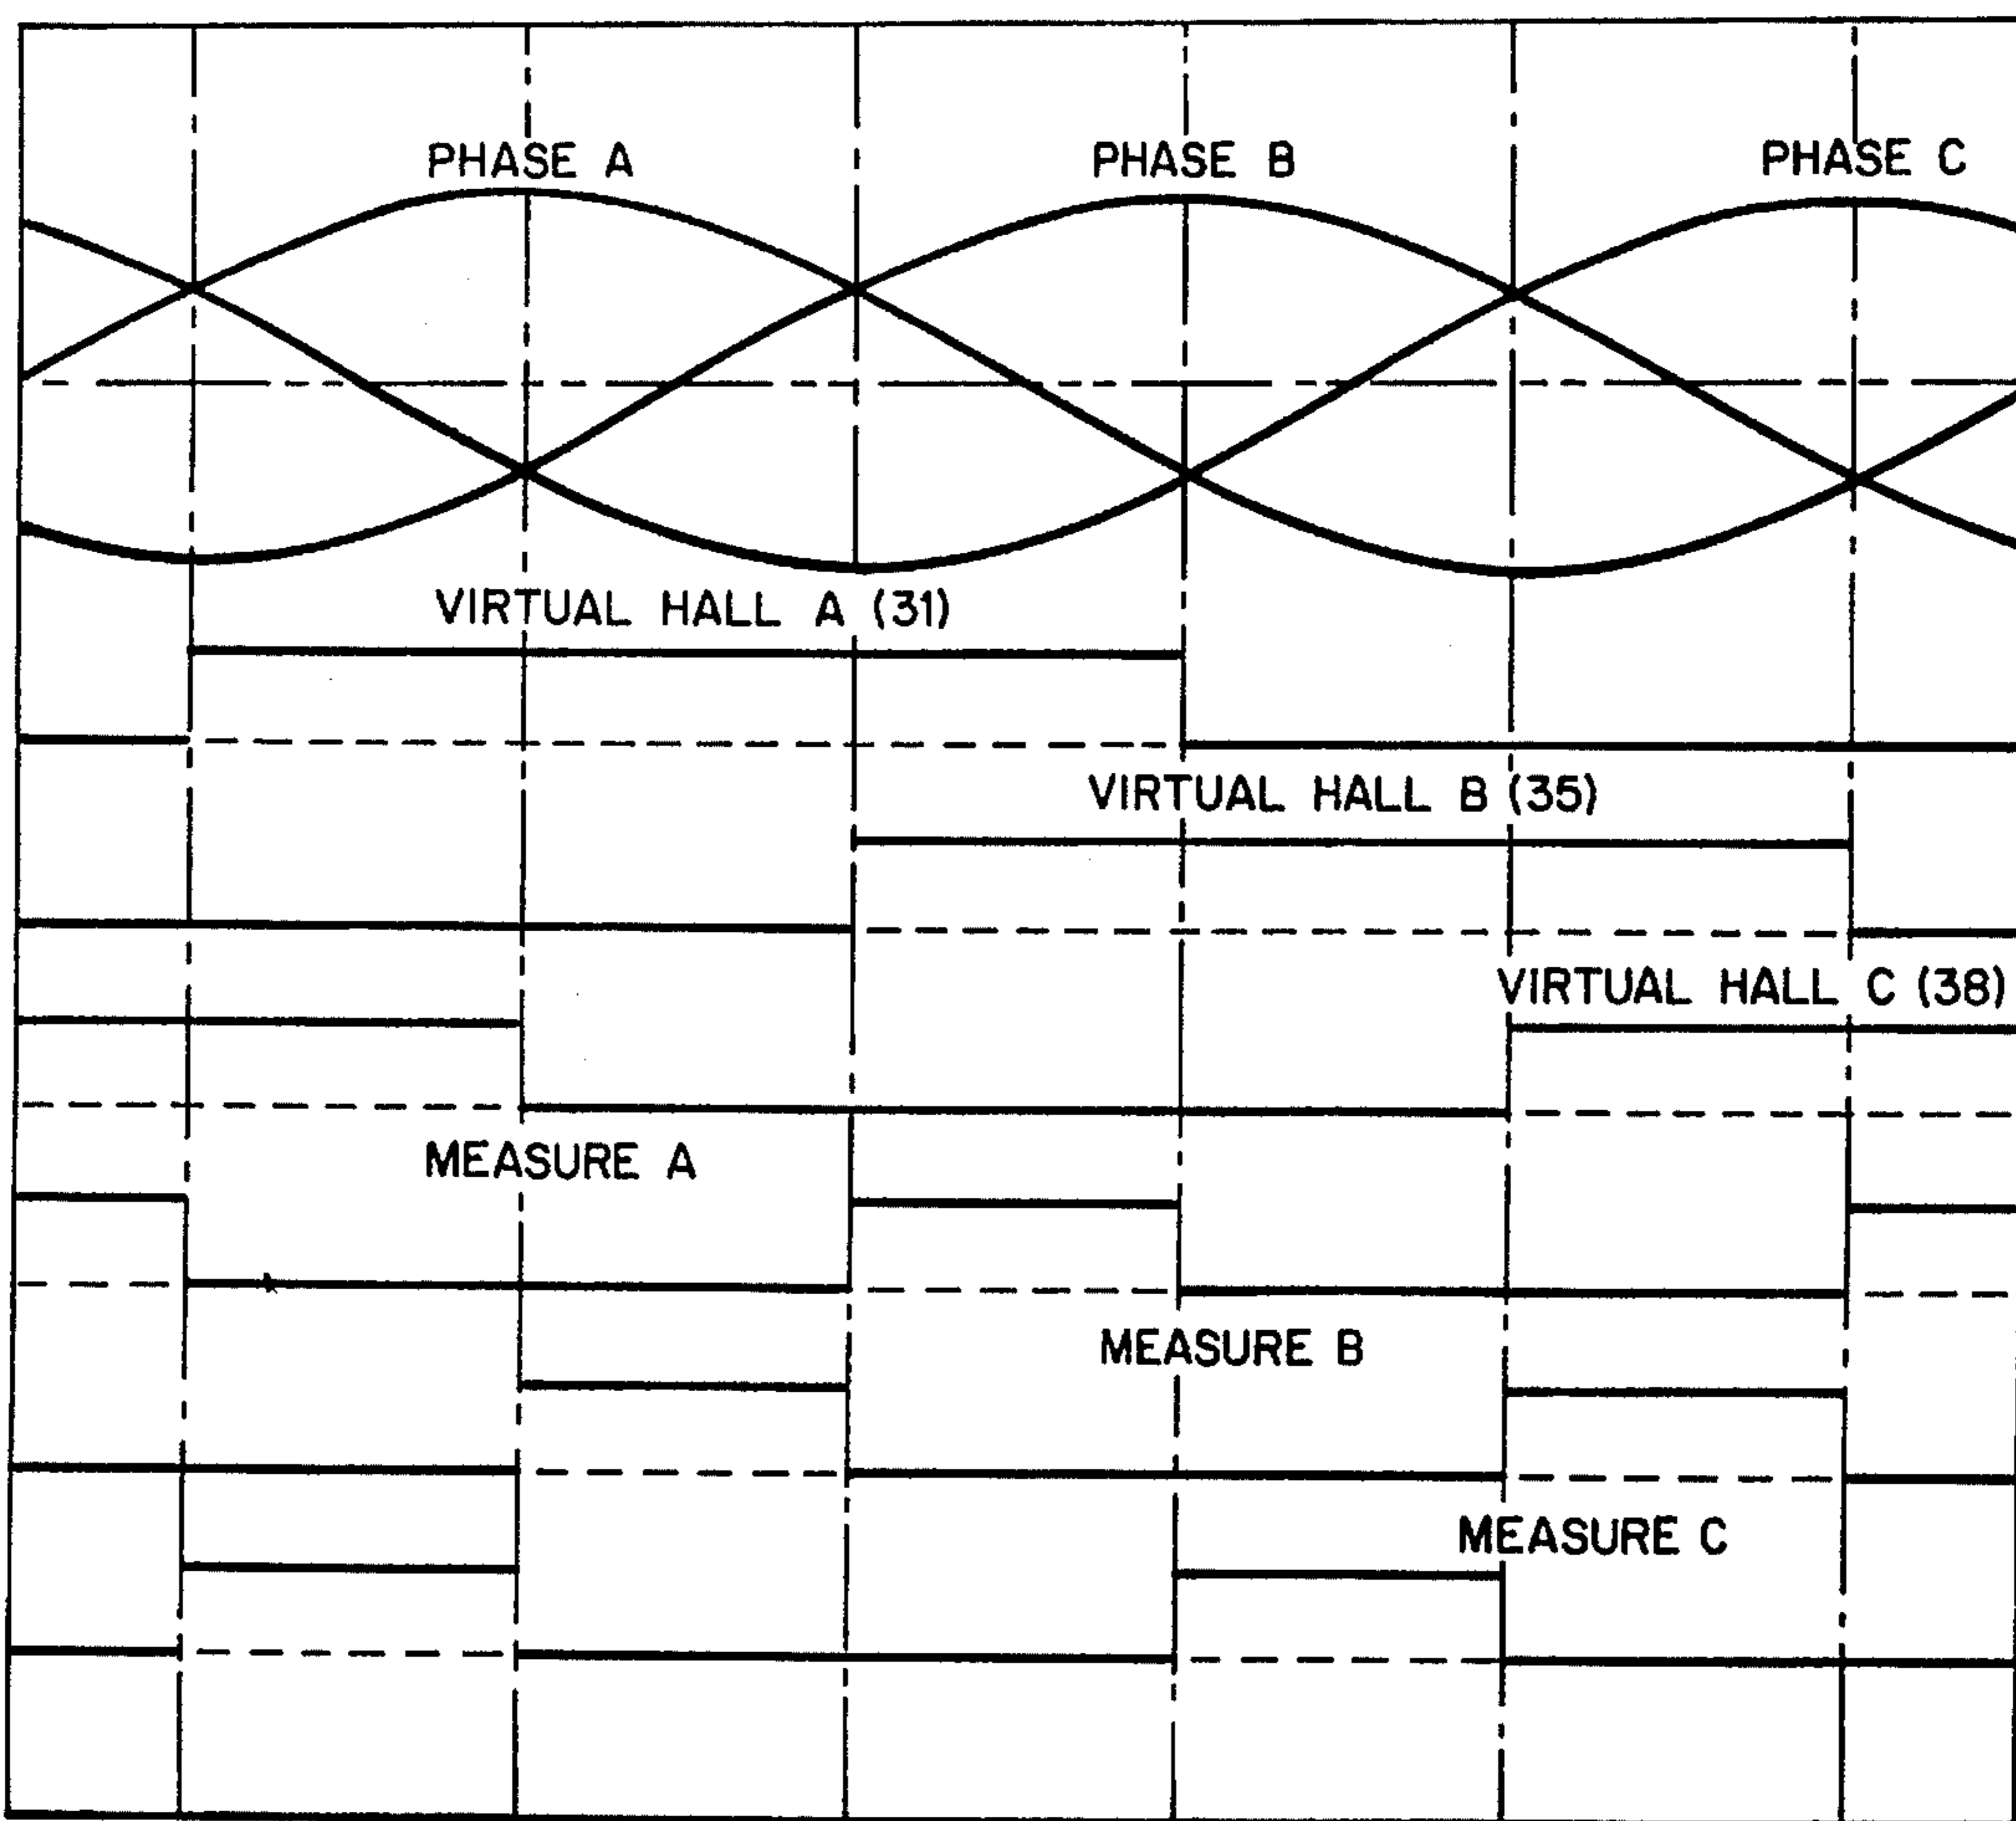 PHASE A
PHASE B
PHASE C
VIRTUAL HALL A (31)
VIRTUAL HALL B (35)
VIRTUAL HALL C (38)
MEASURE A
MEASURE B
MEASURE C